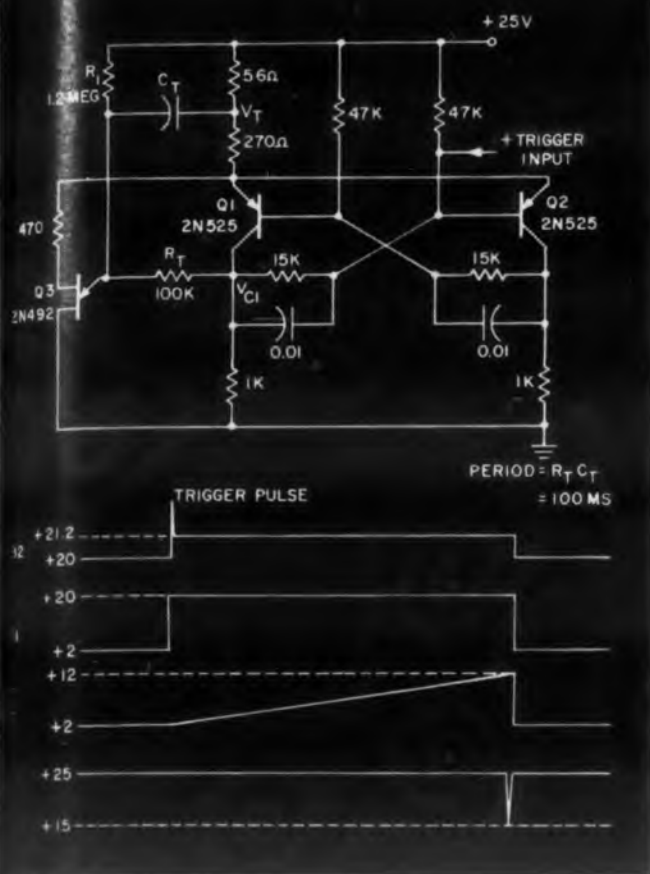 + 25V
R1
1.2 MEG
CT
56Ω
VT
270Ω
47K
47K
+ TRIGGER
INPUT
Q1
2N525
Q2
2N525
470
Q3
2N492
RT
100K
VC1
15K
15K
0.01
0.01
1K
1K
PERIOD = RT CT
= 100 MS
TRIGGER PULSE
+21.2
+20
+20
+2
+12
+2
+25
+15